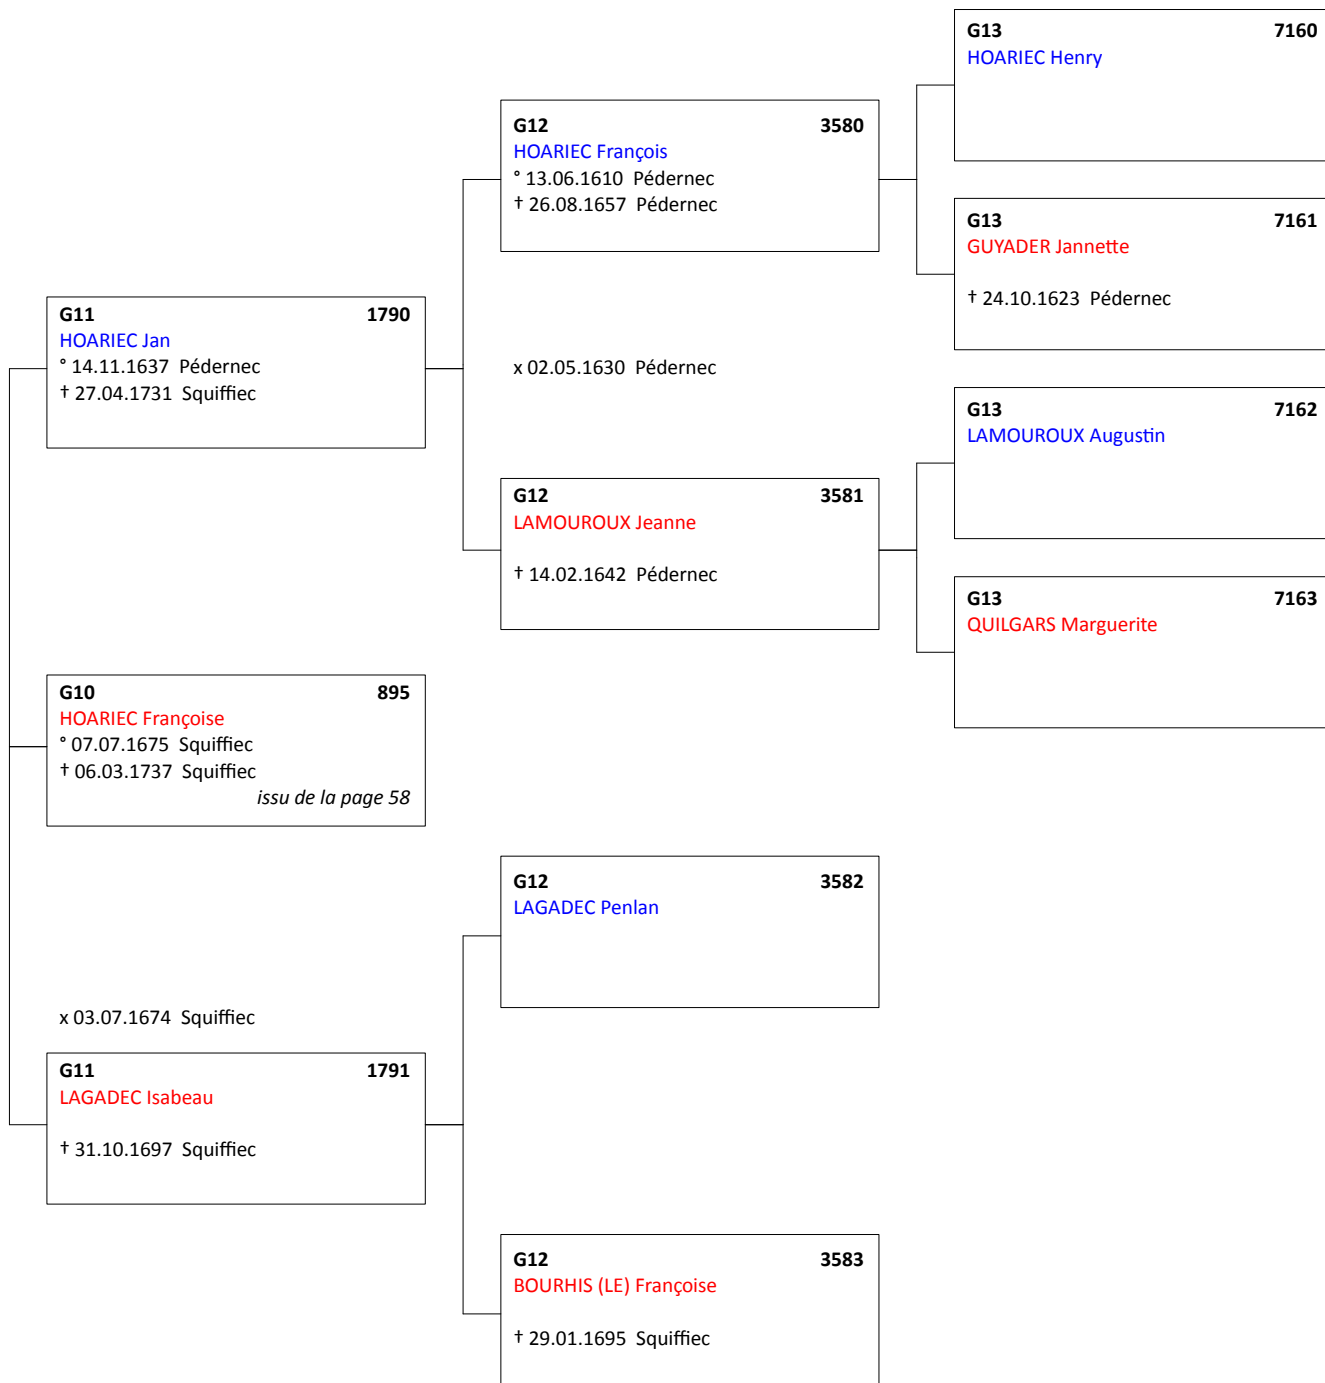 G13 7160
HOARIEC Henry
G12 3580
HOARIEC François
° 13.06.1610 Pédernec
† 26.08.1657 Pédernec
G13 7161
GUYADER Jannette
† 24.10.1623 Pédernec
G11 1790
HOARIEC Jan
° 14.11.1637 Pédernec
† 27.04.1731 Squiffiec
x 02.05.1630 Pédernec
G13 7162
LAMOUROUX Augustin
G12 3581
LAMOUROUX Jeanne
† 14.02.1642 Pédernec
G13 7163
QUILGARS Marguerite
G10 895
HOARIEC Françoise
° 07.07.1675 Squiffiec
† 06.03.1737 Squiffiec
issu de la page 58
G12 3582
LAGADEC Penlan
x 03.07.1674 Squiffiec
G11 1791
LAGADEC Isabeau
† 31.10.1697 Squiffiec
G12 3583
BOURHIS (LE) Françoise
† 29.01.1695 Squiffiec